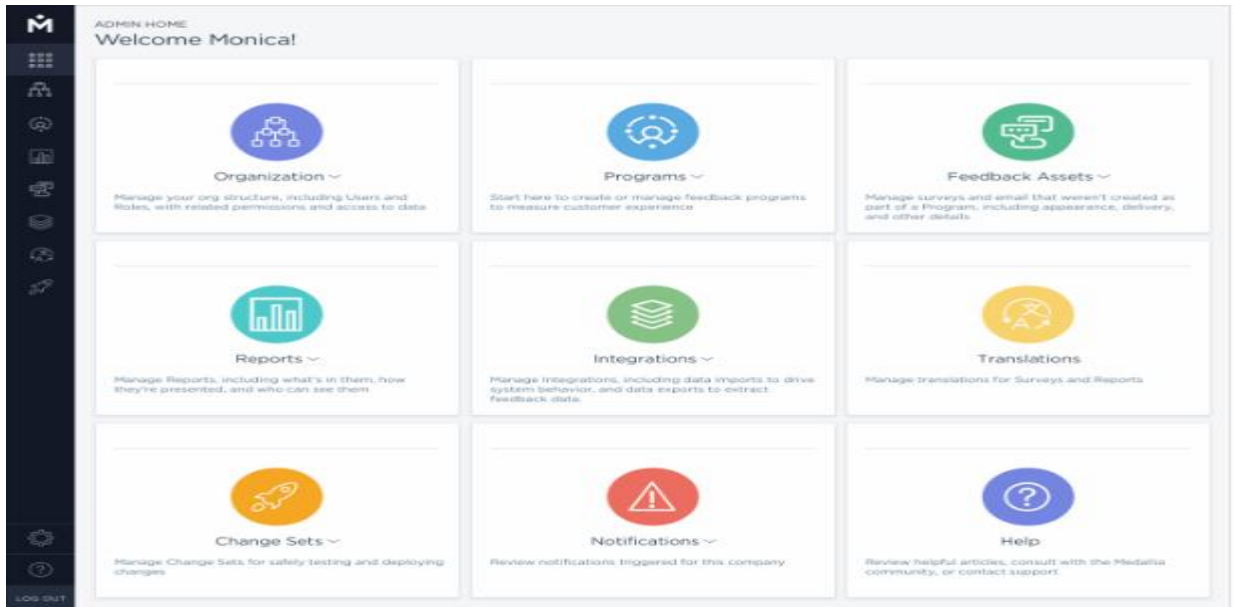 ADMIN HOME
Welcome Monica!
Organization
Manage your org structure, including Users and
Roles, with related permissions and access to data
Programs
Start here to create or manage feedback programs
to measure customer experience
Feedback Assets
Manage surveys and email that weren't created as
part of a Program, including appearance, delivery,
and other details
Reports
Manage Reports, including what's in them, how
they're presented, and who can see them
Integrations
Manage Integrations, including data imports to drive
system behavior, and data exports to extract
feedback data.
Translations
Manage translations for Surveys and Reports
Change Sets
Manage Change Sets for safely testing and deploying
changes
Notifications
Review notifications triggered for this company
Help
Review helpful articles, consult with the Medallia
community, or contact support
LOG OUT